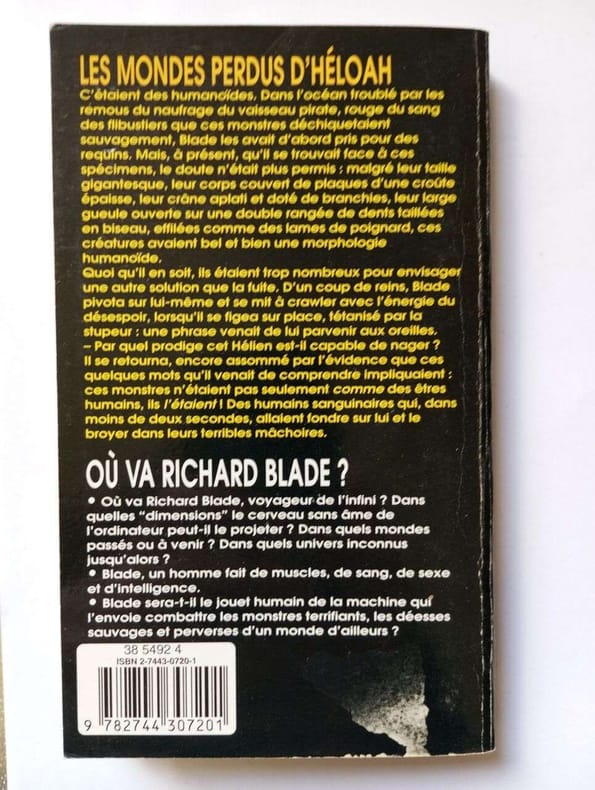 LES MONDES PERDUS D'HÉLOAH
C'étaient des humanoïdes. Dans l'océan troublé par les
remous du naufrage du vaisseau pirate, rouge du sang
des flibustiers que ces monstres déchiquetaient
sauvagement, Blade les avait d'abord pris pour des
requins. Mais, à présent, qu'il se trouvait face à ces
spécimens, le doute n'était plus permis : malgré leur taille
gigantesque, leur corps couvert de plaques d'une croûte
épaisse, leur crâne aplati et doté de branchies, leur large
gueule ouverte sur une double rangée de dents taillées
en biseau, effilées comme des lames de poignard, ces
créatures avaient bel et bien une morphologie
humanoïde.
Quoi qu'il en soit, ils étaient trop nombreux pour envisager
une autre solution que la fuite. D'un coup de reins, Blade
pivota sur lui-même et se mit à crawler avec l'énergie du
désespoir, lorsqu'il se figea sur place, tétanisé par la
stupeur : une phrase venait de lui parvenir aux oreilles.
– Par quel prodige cet Hélien est-il capable de nager ?
Il se retourna, encore assommé par l'évidence que ces
quelques mots qu'il venait de comprendre impliquaient :
ces monstres n'étaient pas seulement comme des êtres
humains, ils l'étaient ! Des humains sanguinaires qui, dans
moins de deux secondes, allaient fondre sur lui et le
broyer dans leurs terribles mâchoires.
OÙ VA RICHARD BLADE ?
• Où va Richard Blade, voyageur de l'infini ? Dans
quelles "dimensions" le cerveau sans âme de
l'ordinateur peut-il le projeter ? Dans quels mondes
passés ou à venir ? Dans quels univers inconnus
jusqu'alors ?
• Blade, un homme fait de muscles, de sang, de sexe
et d'intelligence.
• Blade sera-t-il le jouet humain de la machine qui
l'envoie combattre les monstres terrifiants, les déesses
sauvages et perverses d'un monde d'ailleurs ?
38 5492 4
ISBN 2-7443-0720-1
9 782744 307201